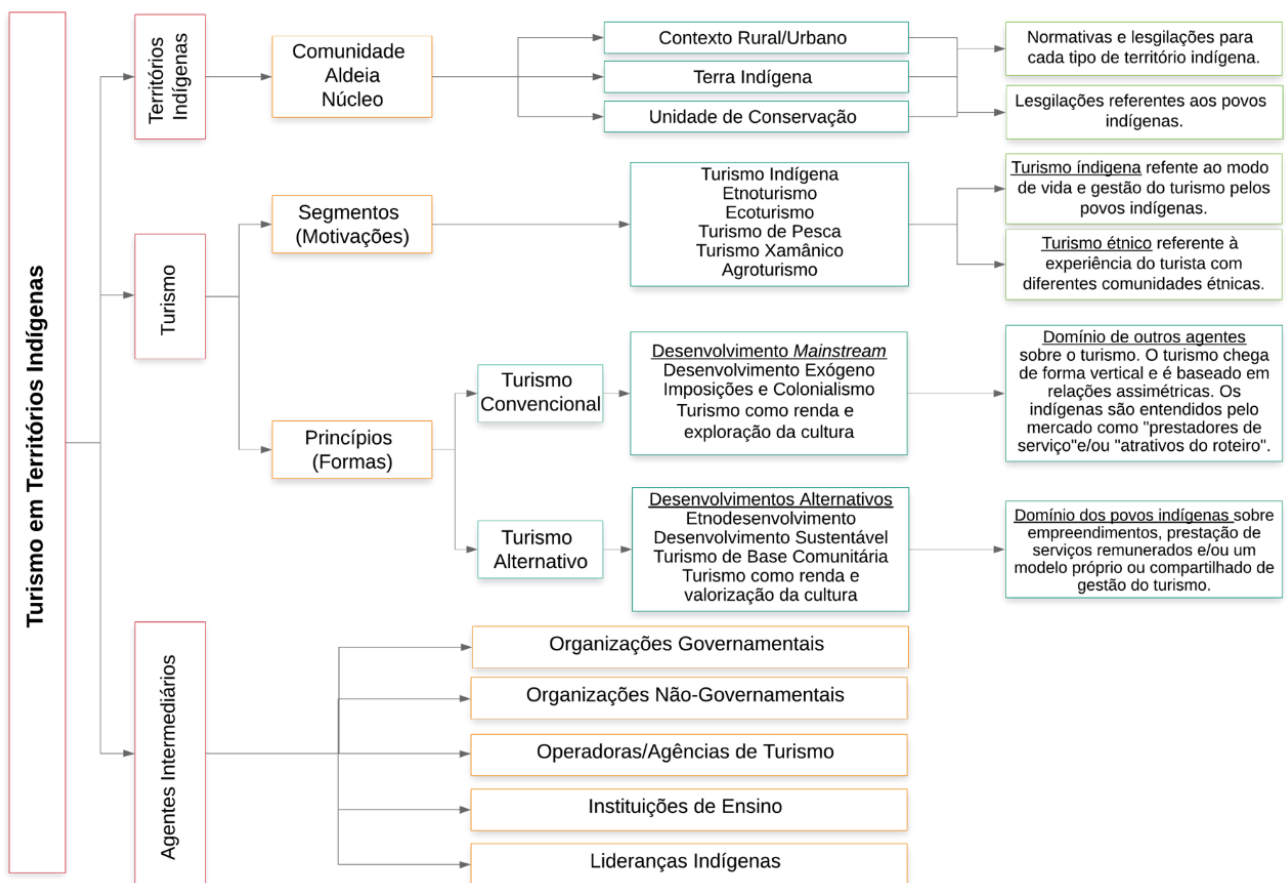 Turismo em Territórios Indígenas
Territórios
Indígenas
Comunidade
Aldeia
Núcleo
Contexto Rural/Urbano
Terra Indígena
Unidade de Conservação
Normativas e lesgilações para
cada tipo de território indígena.
Lesgilações referentes aos povos
indígenas.
Turismo
Segmentos
(Motivações)
Turismo Indígena
Etnoturismo
Ecoturismo
Turismo de Pesca
Turismo Xamânico
Agroturismo
Turismo índigena refente ao modo
de vida e gestão do turismo pelos
povos indígenas.
Turismo étnico referente à
experiência do turista com
diferentes comunidades étnicas.
Princípios
(Formas)
Turismo
Convencional
Desenvolvimento Mainstream
Desenvolvimento Exógeno
Imposições e Colonialismo
Turismo como renda e
exploração da cultura
Domínio de outros agentes
sobre o turismo. O turismo chega
de forma vertical e é baseado em
relações assimétricas. Os
indígenas são entendidos pelo
mercado como "prestadores de
serviço"e/ou "atrativos do roteiro".
Turismo
Alternativo
Desenvolvimentos Alternativos
Etnodesenvolvimento
Desenvolvimento Sustentável
Turismo de Base Comunitária
Turismo como renda e
valorização da cultura
Domínio dos povos indígenas sobre
empreendimentos, prestação de
serviços remunerados e/ou um
modelo próprio ou compartilhado de
gestão do turismo.
Agentes Intermediários
Organizações Governamentais
Organizações Não-Governamentais
Operadoras/Agências de Turismo
Instituições de Ensino
Lideranças Indígenas